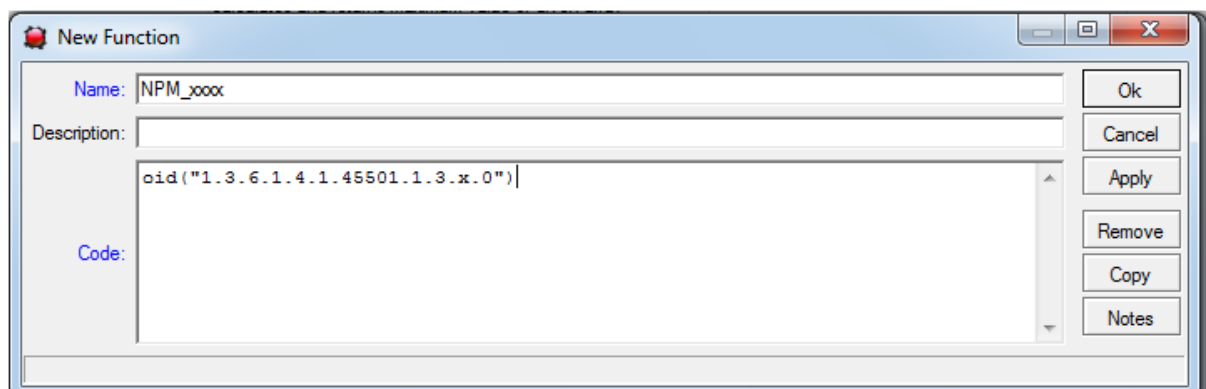 New Function
Name: NPM_xxxx
Ok
Description:
Cancel
oid("1.3.6.1.4.1.45501.1.3.x.0")
Apply
Remove
Code:
Copy
Notes